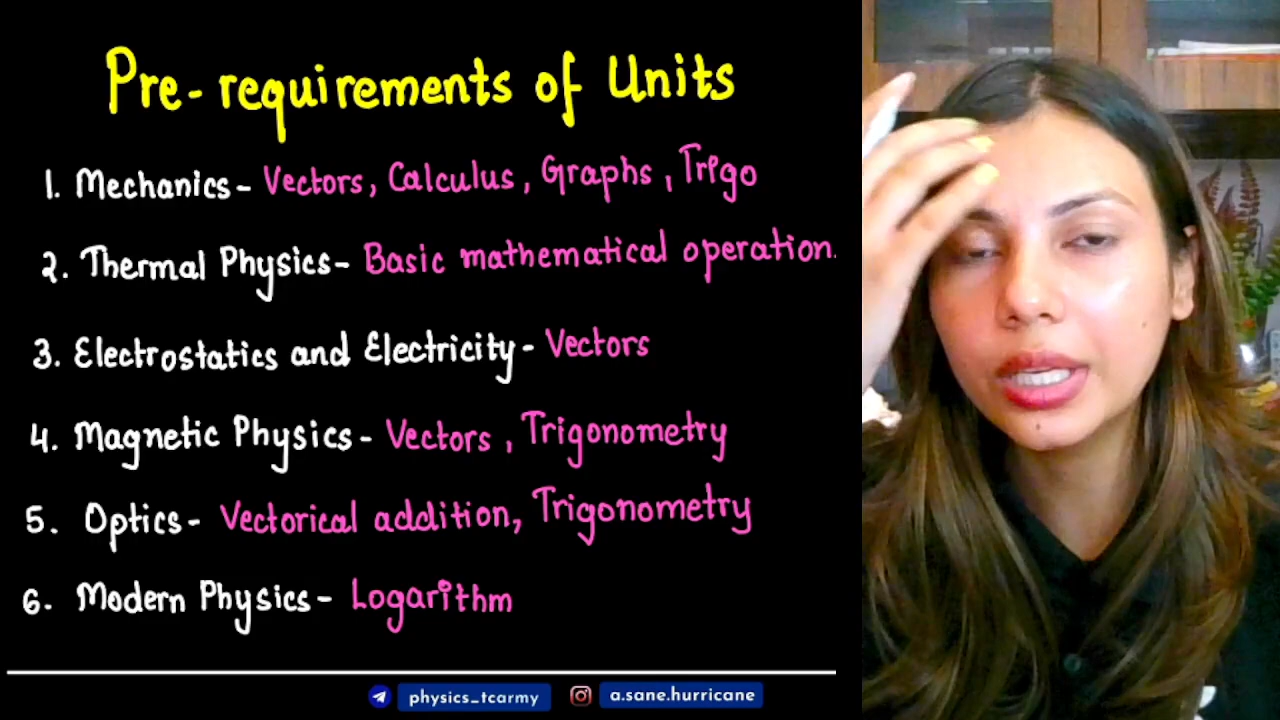 Pre-requirements of Units
1. Mechanics- Vectors, Calculus, Graphs, Trigo
2. Thermal Physics- Basic mathematical operation.
3. Electrostatics and Electricity- Vectors
4. Magnetic Physics- Vectors, Trigonometry
5. Optics- Vectorical addition, Trigonometry
6. Modern Physics- Logarithm
physics_tcarmy a.sane.hurricane